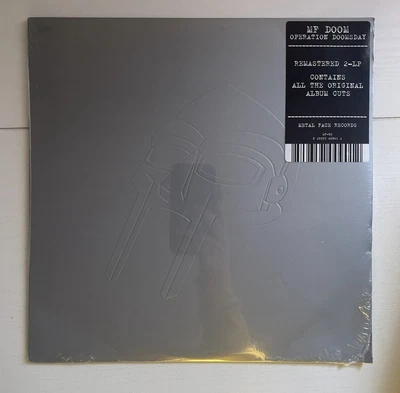 MF DOOM
OPERATION DOOMSDAY
REMASTERED 2-LP
CONTAINS
ALL THE ORIGINAL
ALBUM CUTS
METAL FACE RECORDS